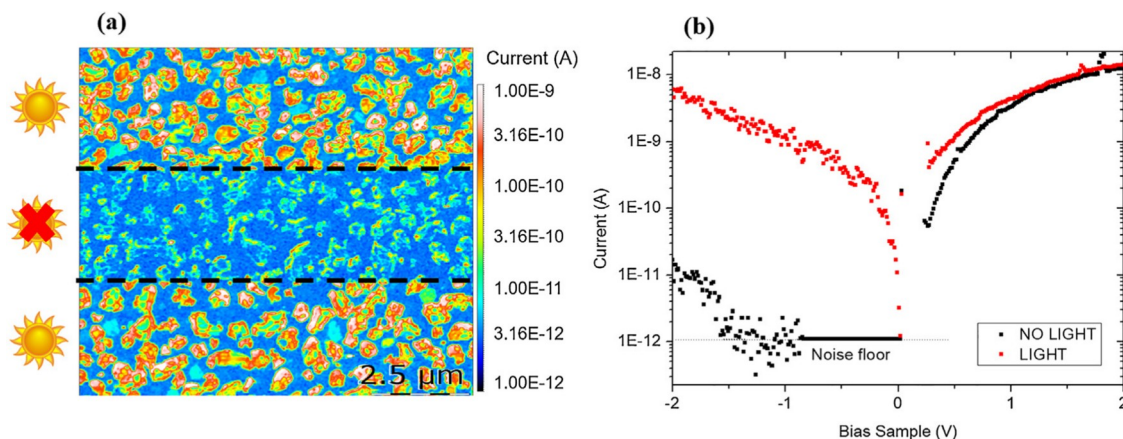 (a)
Current (A)
1.00E-9
3.16E-10
1.00E-10
3.16E-10
1.00E-11
3.16E-12
1.00E-12
2.5 µm
(b)
Current (A)
1E-8
1E-9
1E-10
1E-11
1E-12
Noise floor
NO LIGHT
LIGHT
-2
-1
0
1
2
Bias Sample (V)